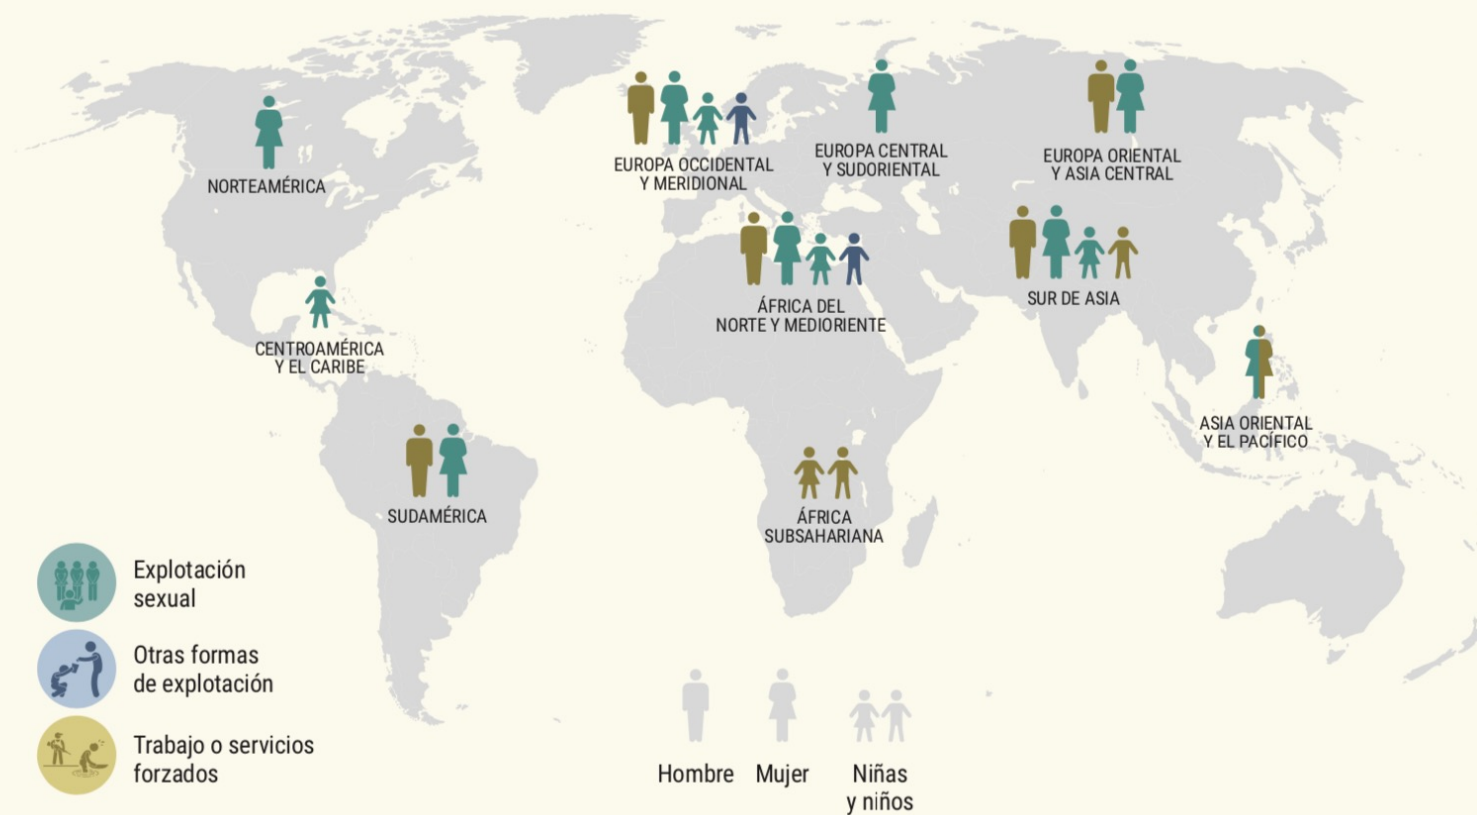 EUROPA OCCIDENTAL
Y MERIDIONAL
EUROPA CENTRAL
Y SUDORIENTAL
EUROPA ORIENTAL
Y ASIA CENTRAL
NORTEAMÉRICA
ÁFRICA DEL
NORTE Y MEDIORIENTE
SUR DE ASIA
CENTROAMÉRICA
Y EL CARIBE
ASIA ORIENTAL
Y EL PACÍFICO
SUDAMÉRICA
ÁFRICA
SUBSAHARIANA
Explotación
sexual
Otras formas
de explotación
Trabajo o servicios
forzados
Hombre
Mujer
Niñas
y niños